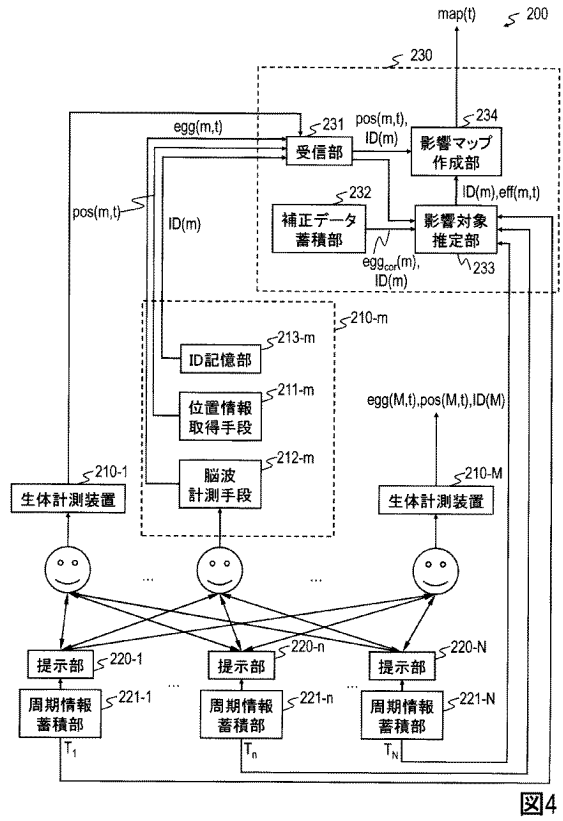 map(t)
200
230
egg(m,t)
231
受信部
pos(m,t),
ID(m)
234
影響マップ
作成部
pos(m,t)
ID(m)
232
補正データ
蓄積部
ID(m),eff(m,t)
影響対象
推定部
233
eggcor(m),
ID(m)
210-m
213-m
ID記憶部
211-m
位置情報
取得手段
212-m
脳波
計測手段
egg(M,t),pos(M,t),ID(M)
210-1
生体計測装置
210-M
生体計測装置
...
...
220-1
提示部
220-n
提示部
220-N
提示部
221-1
周期情報
蓄積部
...
221-n
周期情報
蓄積部
...
221-N
周期情報
蓄積部
T1
Tn
TN
図4